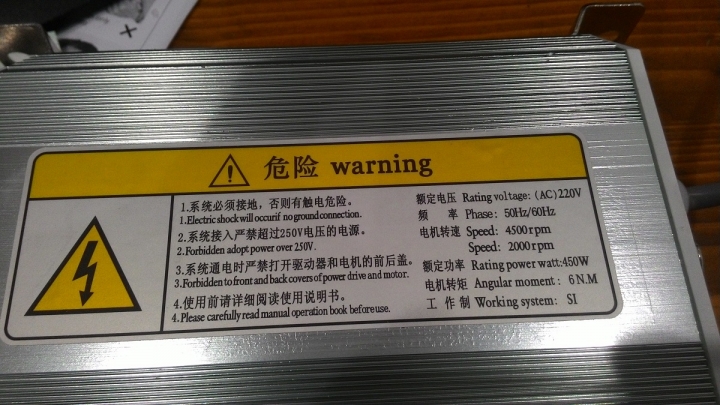 危险 warning
1.系统必须接地，否则有触电危险。
1.Electric shock will occurif no ground connection.
2.系统接入严禁超过250V电压的电源。
2.Forbidden adopt power over 250V.
3.系统通电时严禁打开驱动器和电机的前后盖。
3.Forbidden to front and back covers of power drive and motor.
4.使用前请详细阅读使用说明书。
4.Please carefully read manual operation book before use.
额定电压 Rating voltage: (AC)220V
频 率 Phase: 50Hz/60Hz
电机转速 Speed: 4500rpm
Speed: 2000rpm
额定功率 Rating power watt:450W
电机转矩 Angular moment: 6N.M
工 作 制 Working system: SI